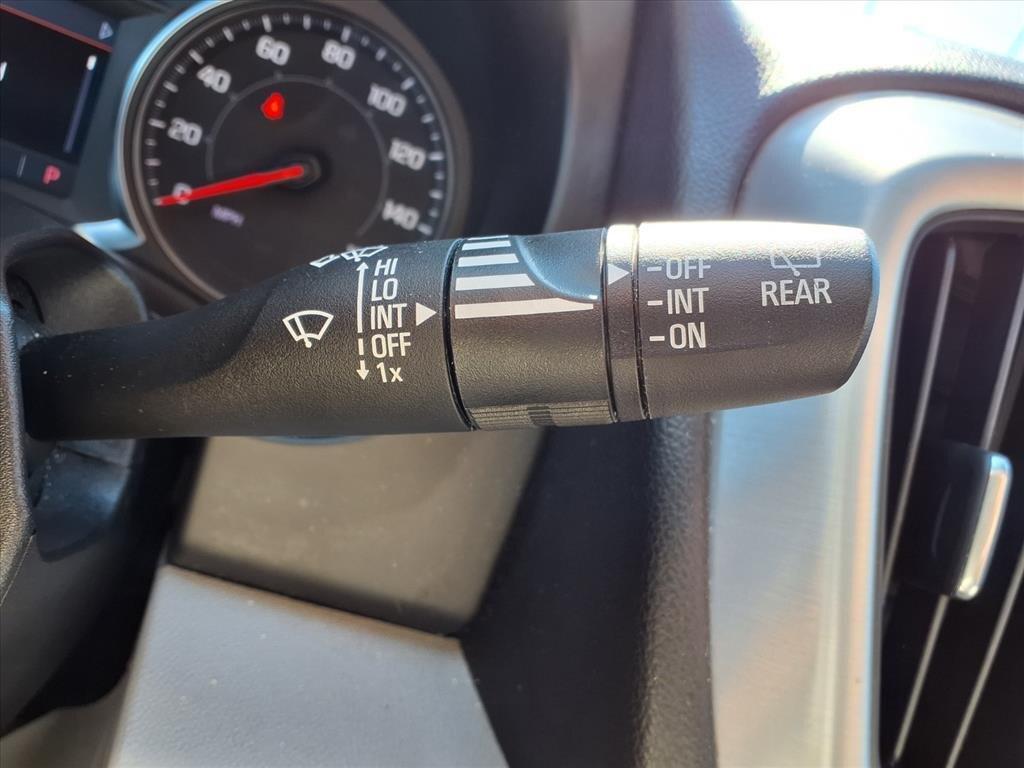 20
40
60
80
100
120
140
0
MPH
P
HI
LO
INT
OFF
1x
-OFF
-INT
-ON
REAR